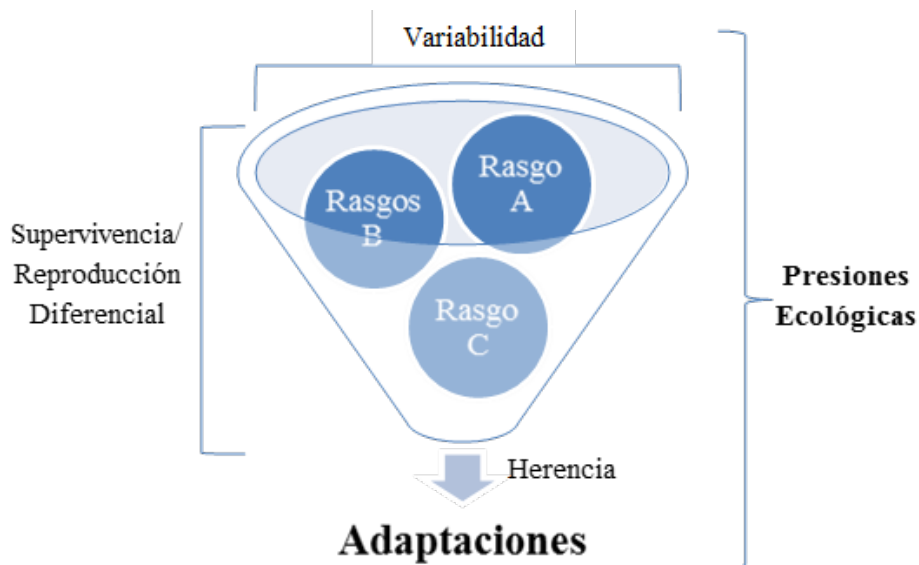 Variabilidad
Rasgo
A
Rasgos
B
Rasgo
C
Supervivencia/
Reproducción
Diferencial
Presiones
Ecológicas
Herencia
Adaptaciones